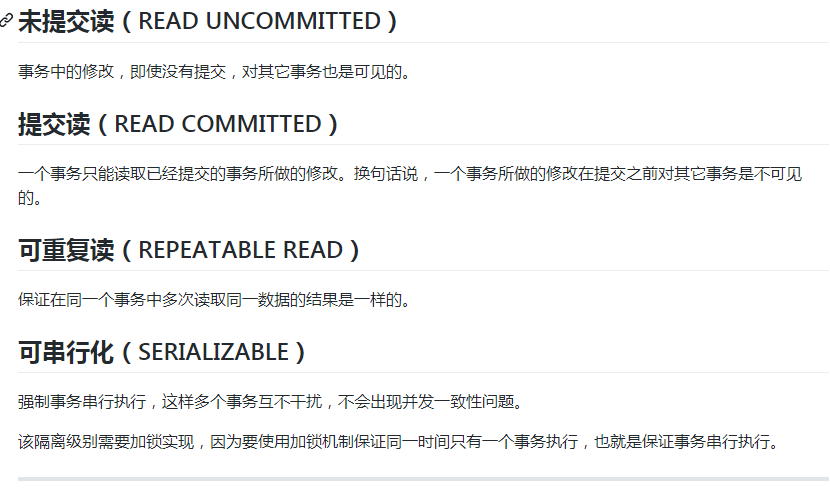 未提交读（READ UNCOMMITTED）
事务中的修改，即使没有提交，对其它事务也是可见的。
提交读（READ COMMITTED）
一个事务只能读取已经提交的事务所做的修改。换句话说，一个事务所做的修改在提交之前对其它事务是不可见
的。
可重复读（REPEATABLE READ）
保证在同一个事务中多次读取同一数据的结果是一样的。
可串行化（SERIALIZABLE）
强制事务串行执行，这样多个事务互不干扰，不会出现并发一致性问题。
该隔离级别需要加锁实现，因为要使用加锁机制保证同一时间只有一个事务执行，也就是保证事务串行执行。